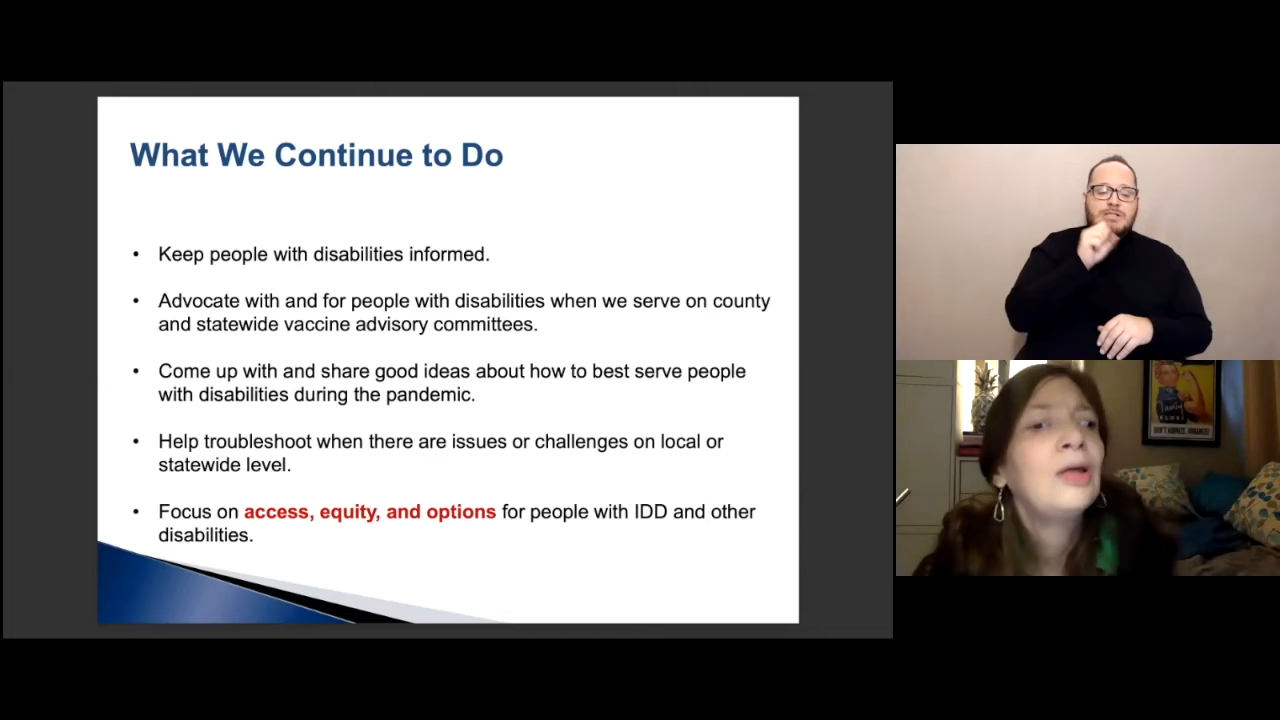 What We Continue to Do
• Keep people with disabilities informed.
• Advocate with and for people with disabilities when we serve on county
and statewide vaccine advisory committees.
• Come up with and share good ideas about how to best serve people
with disabilities during the pandemic.
• Help troubleshoot when there are issues or challenges on local or
statewide level.
• Focus on access, equity, and options for people with IDD and other
disabilities.